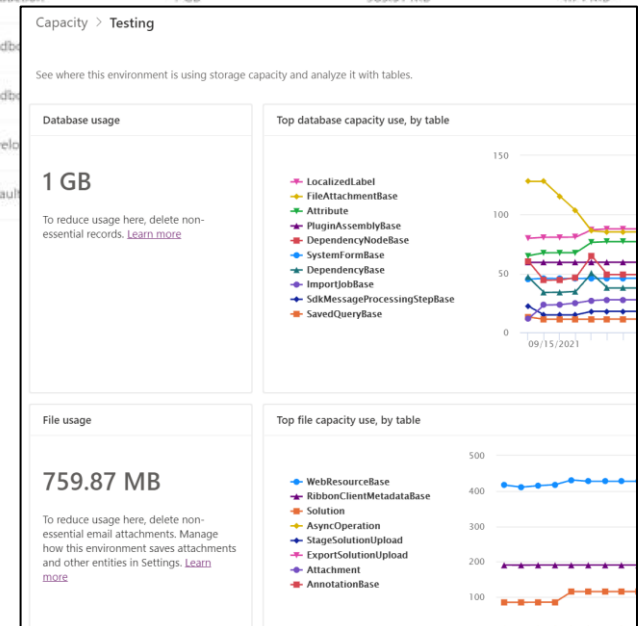 Capacity > Testing
See where this environment is using storage capacity and analyze it with tables.
Database usage
1 GB
To reduce usage here, delete non-
essential records. Learn more
Top database capacity use, by table
LocalizedLabel
FileAttachmentBase
Attribute
PluginAssemblyBase
DependencyNodeBase
SystemFormBase
DependencyBase
ImportJobBase
SdkMessageProcessingStepBase
SavedQueryBase
150
100
50
0
09/15/2021
File usage
759.87 MB
To reduce usage here, delete non-
essential email attachments. Manage
how this environment saves attachments
and other entities in Settings. Learn
more
Top file capacity use, by table
WebResourceBase
RibbonClientMetadataBase
Solution
AsyncOperation
StageSolutionUpload
ExportSolutionUpload
Attachment
AnnotationBase
500
400
300
200
100